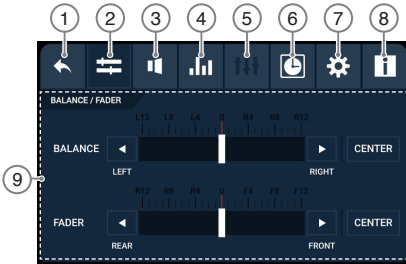 1 2 3 4 5 6 7 8
BALANCE / FADER
L12 L8 L4 0 R4 R8 R12
BALANCE CENTER
LEFT RIGHT
9
R12 R8 R4 0 F4 F8 F12
FADER CENTER
REAR FRONT